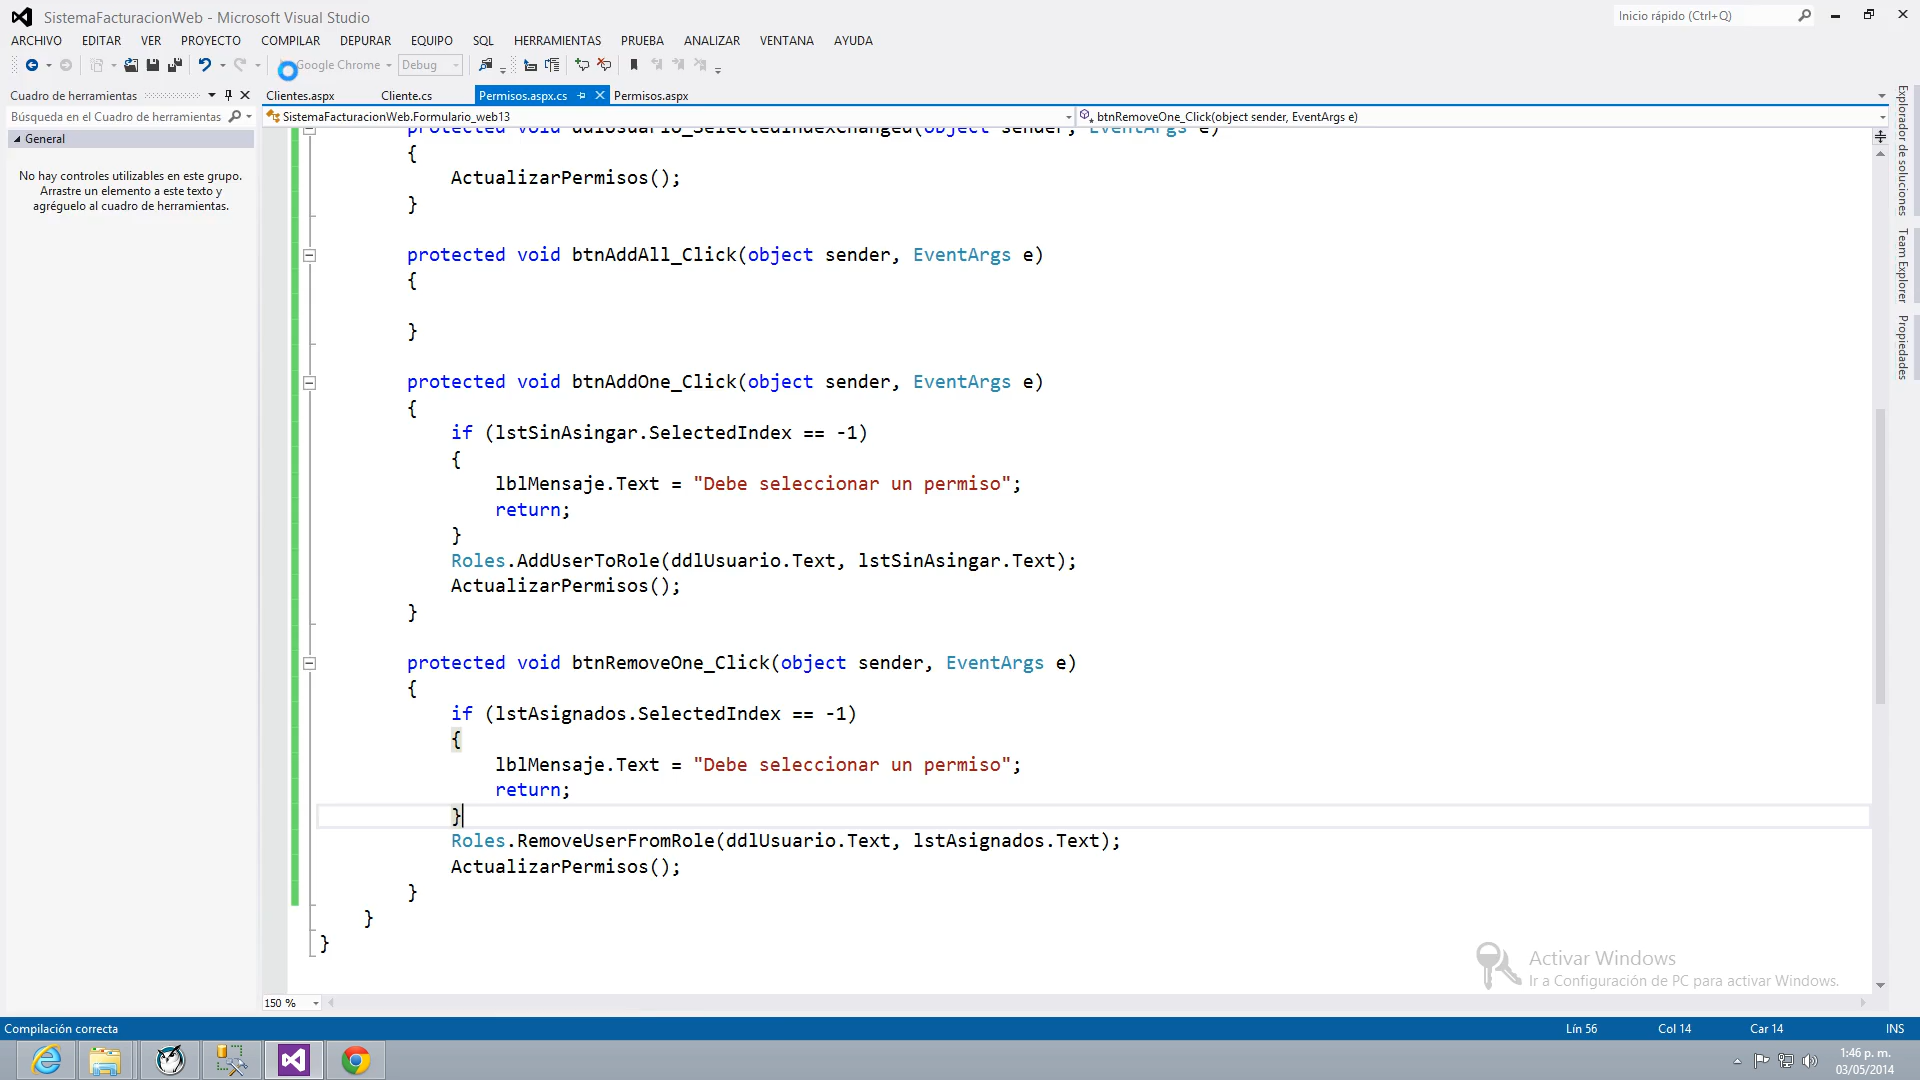 SistemaFacturacionWeb - Microsoft Visual Studio
Inicio rápido (Ctrl+Q)
ARCHIVO EDITAR VER PROYECTO COMPILAR DEPURAR EQUIPO SQL HERRAMIENTAS PRUEBA ANALIZAR VENTANA AYUDA
Google Chrome Debug
Cuadro de herramientas
Clientes.aspx Cliente.cs Permisos.aspx.cs Permisos.aspx
Búsqueda en el Cuadro de herramientas
SistemaFacturacionWeb.Formulario_web13 btnRemoveOne_Click(object sender, EventArgs e)
General
No hay controles utilizables en este grupo.
Arrastre un elemento a este texto y
agréguelo al cuadro de herramientas.
Explorador de soluciones
Team Explorer
Propiedades
protected void ddlUsuario_SelectedIndexChanged(object sender, EventArgs e)
{
ActualizarPermisos();
}
protected void btnAddAll_Click(object sender, EventArgs e)
{
}
protected void btnAddOne_Click(object sender, EventArgs e)
{
if (lstSinAsingar.SelectedIndex == -1)
{
lblMensaje.Text = "Debe seleccionar un permiso";
return;
}
Roles.AddUserToRole(ddlUsuario.Text, lstSinAsingar.Text);
ActualizarPermisos();
}
protected void btnRemoveOne_Click(object sender, EventArgs e)
{
if (lstAsignados.SelectedIndex == -1)
{
lblMensaje.Text = "Debe seleccionar un permiso";
return;
}
Roles.RemoveUserFromRole(ddlUsuario.Text, lstAsignados.Text);
ActualizarPermisos();
}
}
}
Activar Windows
Ir a Configuración de PC para activar Windows.
150 %
Compilación correcta Lín 56 Col 14 Car 14 INS
1:46 p. m.
03/05/2014